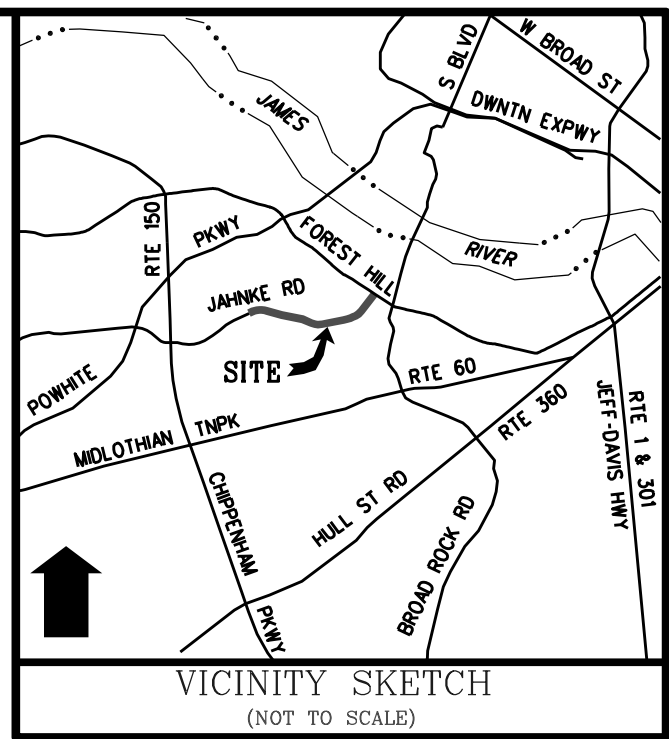 W BROAD ST
S BLVD
DWNTN EXPWY
JAMES
RTE 150
PKWY
FOREST HILL
RIVER
JAHNKE RD
SITE
RTE 60
POWHITE
RTE 360
JEFF-DAVIS HWY
RTE 1 & 301
MIDLOTHIAN TNPK
CHIPPENHAM
HULL ST RD
BROAD ROCK RD
PKWY
VICINITY SKETCH
(NOT TO SCALE)